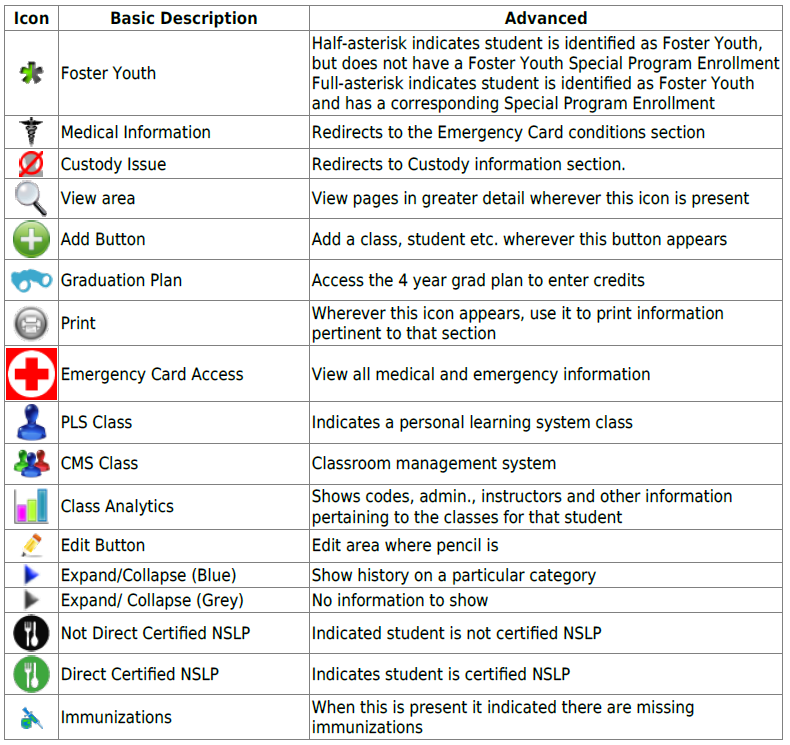 Icon Basic Description Advanced
Foster Youth
Half-asterisk indicates student is identified as Foster Youth,
but does not have a Foster Youth Special Program Enrollment
Full-asterisk indicates student is identified as Foster Youth
and has a corresponding Special Program Enrollment
Medical Information Redirects to the Emergency Card conditions section
Custody Issue Redirects to Custody information section.
View area View pages in greater detail wherever this icon is present
Add Button Add a class, student etc. wherever this button appears
Graduation Plan Access the 4 year grad plan to enter credits
Print
Wherever this icon appears, use it to print information
pertinent to that section
Emergency Card Access View all medical and emergency information
PLS Class Indicates a personal learning system class
CMS Class Classroom management system
Class Analytics
Shows codes, admin., instructors and other information
pertaining to the classes for that student
Edit Button Edit area where pencil is
Expand/Collapse (Blue) Show history on a particular category
Expand/ Collapse (Grey) No information to show
Not Direct Certified NSLP Indicated student is not certified NSLP
Direct Certified NSLP Indicates student is certified NSLP
Immunizations
When this is present it indicated there are missing
immunizations